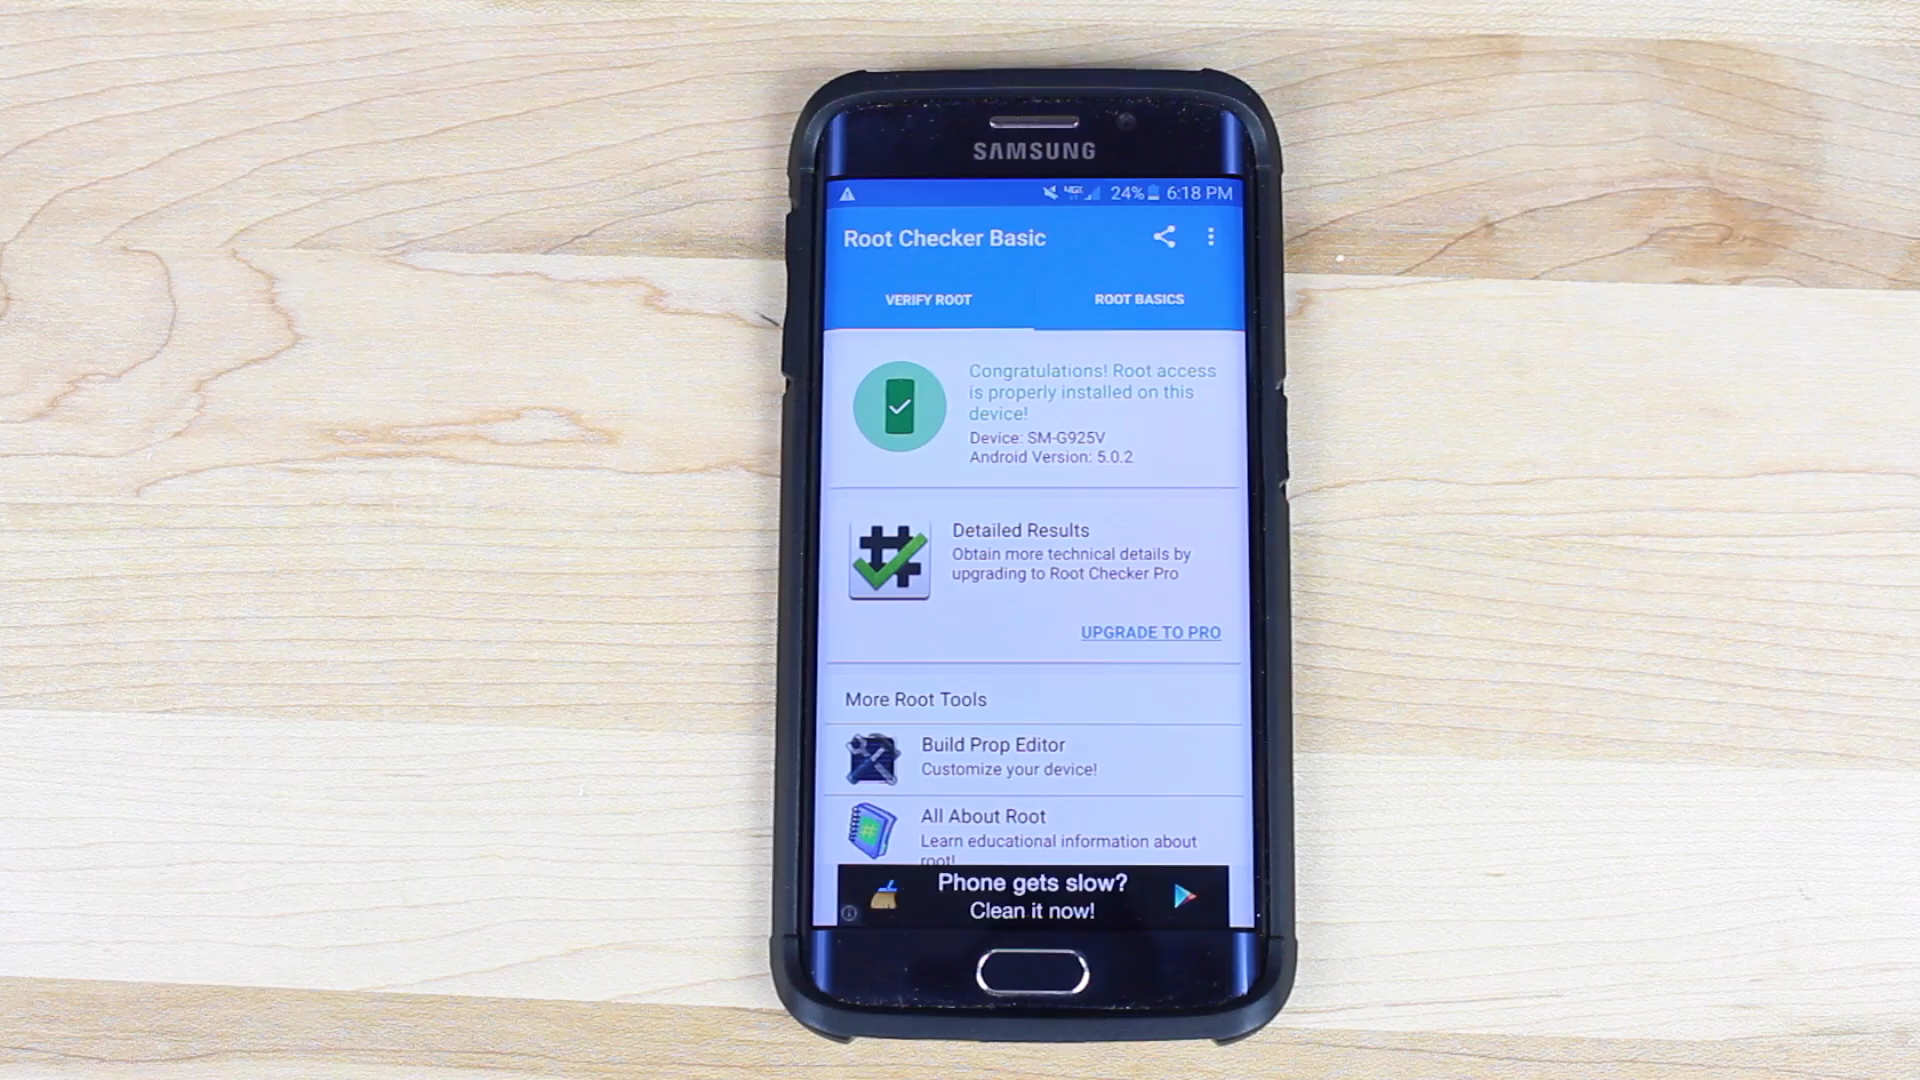 SAMSUNG
4G LTE 24% 6:18 PM
Root Checker Basic
VERIFY ROOT ROOT BASICS
Congratulations! Root access
is properly installed on this
device!
Device: SM-G925V
Android Version: 5.0.2
Detailed Results
Obtain more technical details by
upgrading to Root Checker Pro
UPGRADE TO PRO
More Root Tools
Build Prop Editor
Customize your device!
All About Root
Learn educational information about
root!
Phone gets slow?
Clean it now!